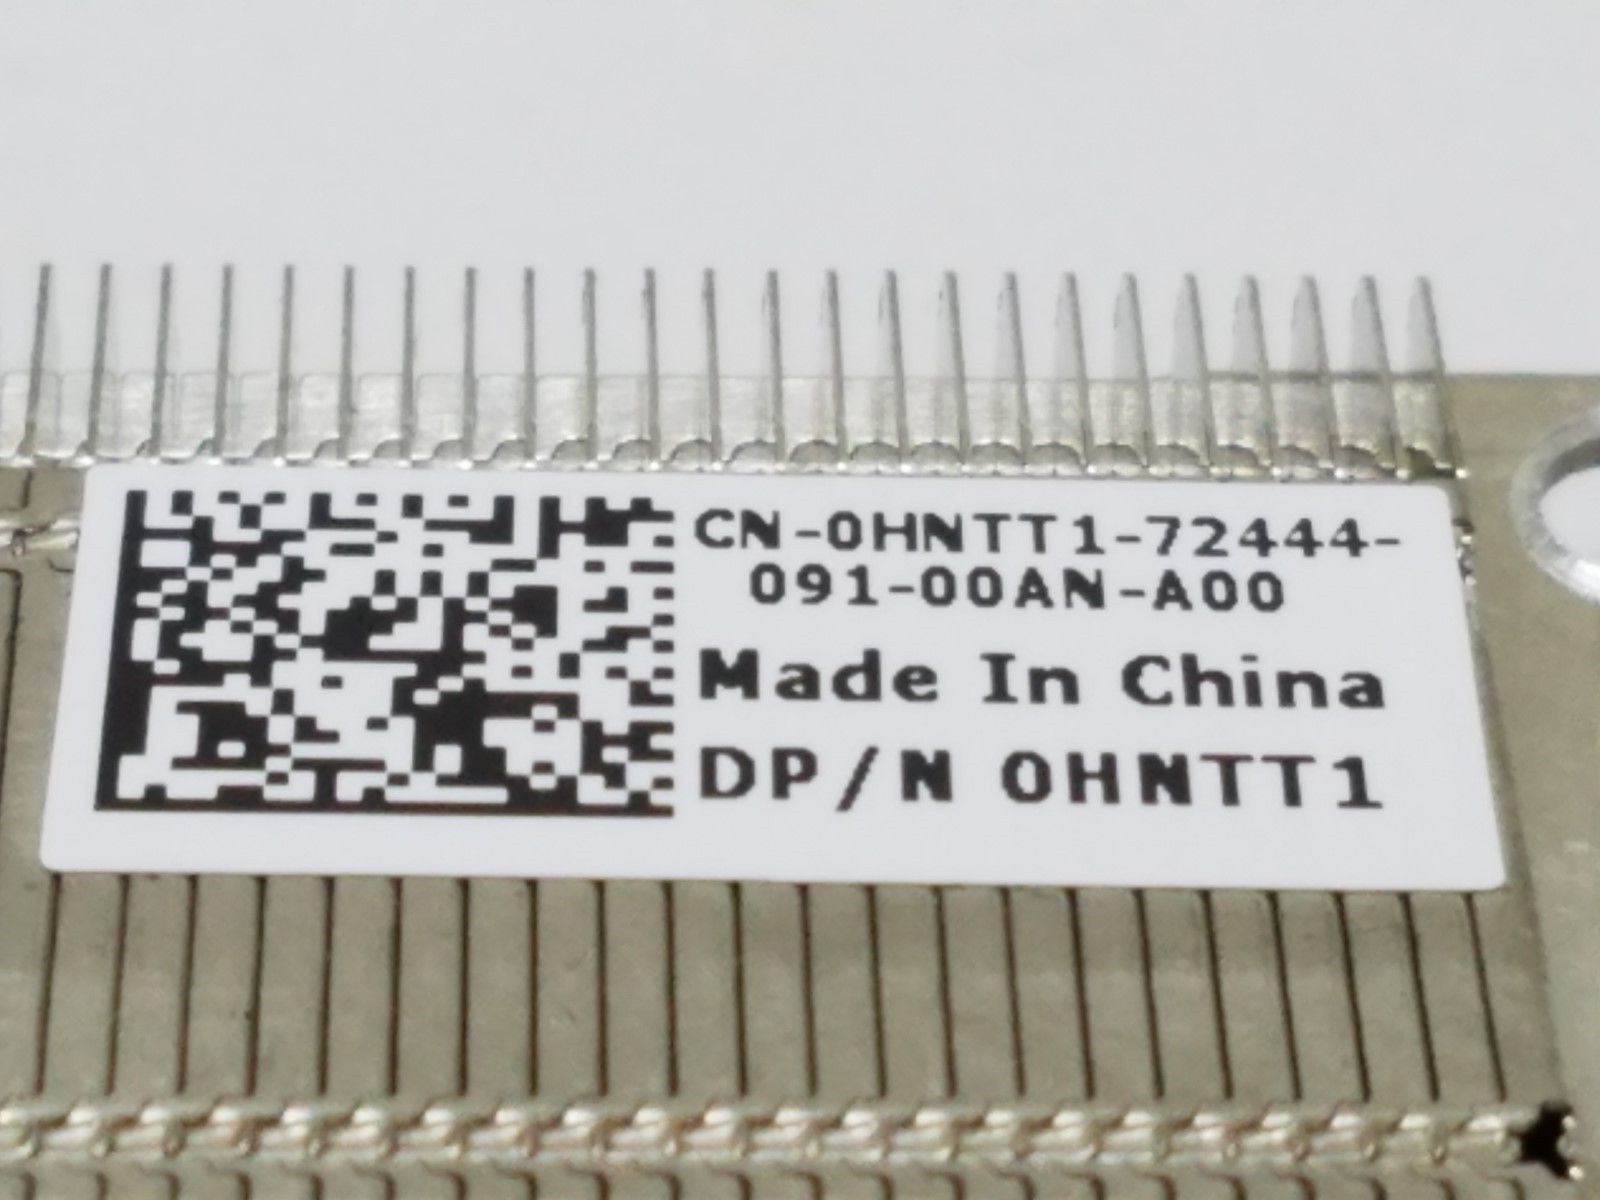 CN-0HNTT1-72444-
091-00AN-A00
Made In China
DP/N 0HNTT1